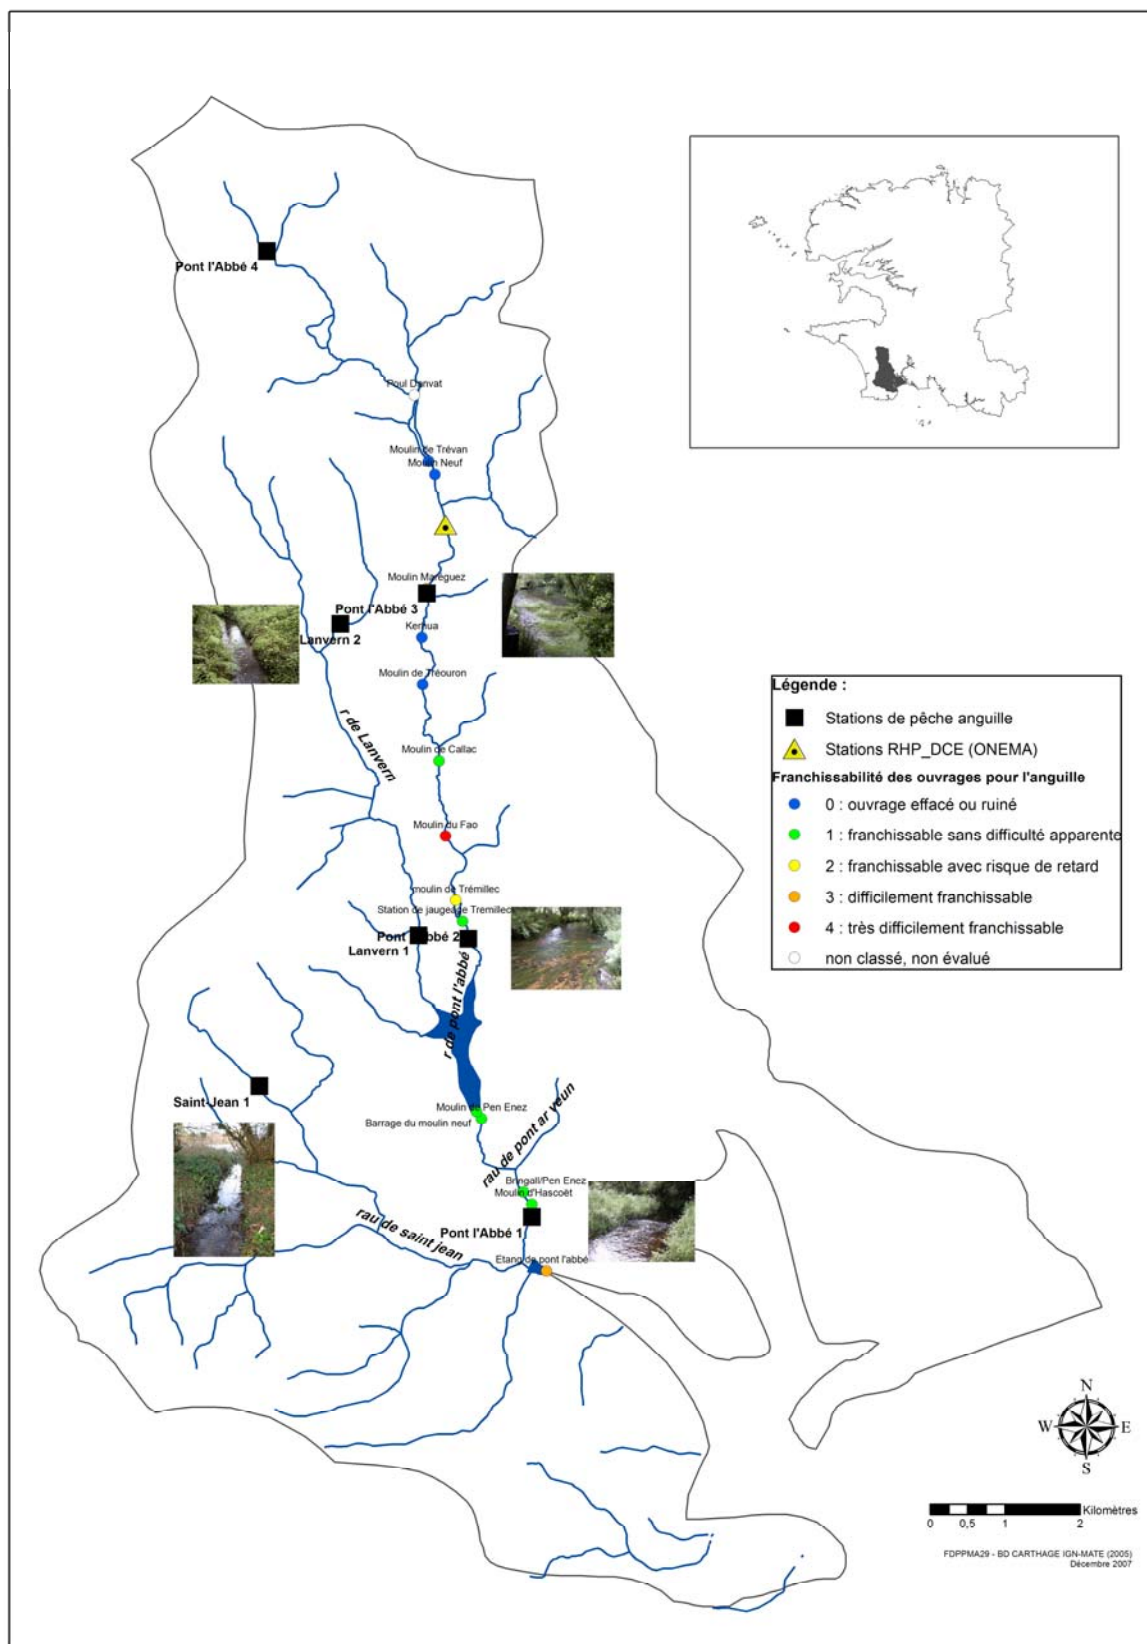 Pont l'Abbé 4
Poul Danvat
Moulin de Trévan
Moulin Neuf
Moulin Mareguez
Pont l'Abbé 3
Lanvern 2
Kernua
Moulin de Tréouron
r de Lanvern
Moulin de Callac
Moulin du Fao
moulin de Trémillec
Station de jaugeage Tremillec
Pont l'Abbé 2
Lanvern 1
r de pont l'abbé
Saint-Jean 1
Moulin de Pen Enez
Barrage du moulin neuf
rau de pont ar veun
Bringall/Pen Enez
Moulin d'Hascoët
Pont l'Abbé 1
rau de saint jean
Etang de pont l'abbé
Légende :
Stations de pêche anguille
Stations RHP_DCE (ONEMA)
Franchissabilité des ouvrages pour l'anguille
0 : ouvrage effacé ou ruiné
1 : franchissable sans difficulté apparente
2 : franchissable avec risque de retard
3 : difficilement franchissable
4 : très difficilement franchissable
non classé, non évalué
N
W E
S
Kilomètres
0 0,5 1 2
FDPPMA29 - BD CARTHAGE IGN-MATE (2005)
Décembre 2007